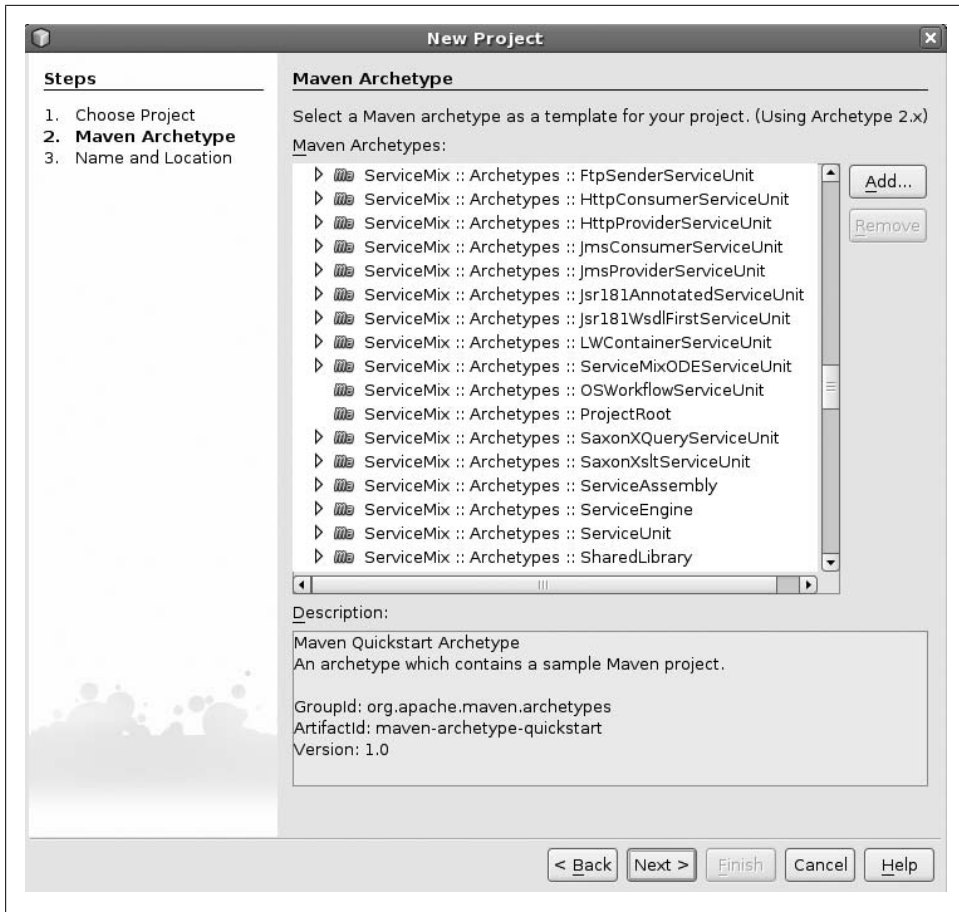 New Project
Steps
1. Choose Project
2. Maven Archetype
3. Name and Location
Maven Archetype
Select a Maven archetype as a template for your project. (Using Archetype 2.x)
Maven Archetypes:
ServiceMix :: Archetypes :: FtpSenderServiceUnit
ServiceMix :: Archetypes :: HttpConsumerServiceUnit
ServiceMix :: Archetypes :: HttpProviderServiceUnit
ServiceMix :: Archetypes :: JmsConsumerServiceUnit
ServiceMix :: Archetypes :: JmsProviderServiceUnit
ServiceMix :: Archetypes :: Jsr181AnnotatedServiceUnit
ServiceMix :: Archetypes :: Jsr181WsdlFirstServiceUnit
ServiceMix :: Archetypes :: LWContainerServiceUnit
ServiceMix :: Archetypes :: ServiceMixODEServiceUnit
ServiceMix :: Archetypes :: OSWorkflowServiceUnit
ServiceMix :: Archetypes :: ProjectRoot
ServiceMix :: Archetypes :: SaxonXQueryServiceUnit
ServiceMix :: Archetypes :: SaxonXsltServiceUnit
ServiceMix :: Archetypes :: ServiceAssembly
ServiceMix :: Archetypes :: ServiceEngine
ServiceMix :: Archetypes :: ServiceUnit
ServiceMix :: Archetypes :: SharedLibrary
Add...
Remove
Description:
Maven Quickstart Archetype
An archetype which contains a sample Maven project.
GroupId: org.apache.maven.archetypes
ArtifactId: maven-archetype-quickstart
Version: 1.0
< Back
Next >
Finish
Cancel
Help